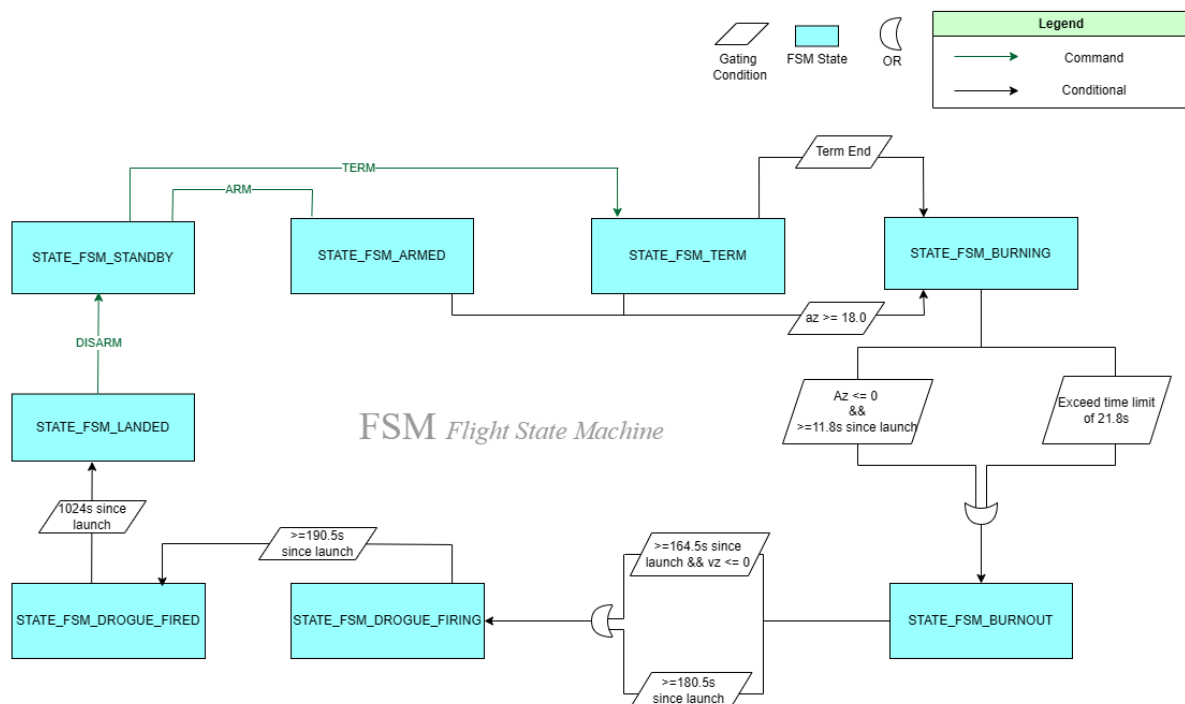 Legend
Gating
Condition
FSM State
OR
Command
Conditional
TERM
ARM
Term End
STATE_FSM_STANDBY
STATE_FSM_ARMED
STATE_FSM_TERM
STATE_FSM_BURNING
az >= 18.0
DISARM
Az <= 0
&&
>=11.8s since launch
Exceed time limit
of 21.8s
STATE_FSM_LANDED
FSM Flight State Machine
1024s since
launch
>=190.5s
since launch
>=164.5s since
launch && vz <= 0
STATE_FSM_DROGUE_FIRED
STATE_FSM_DROGUE_FIRING
STATE_FSM_BURNOUT
>=180.5s
since launch